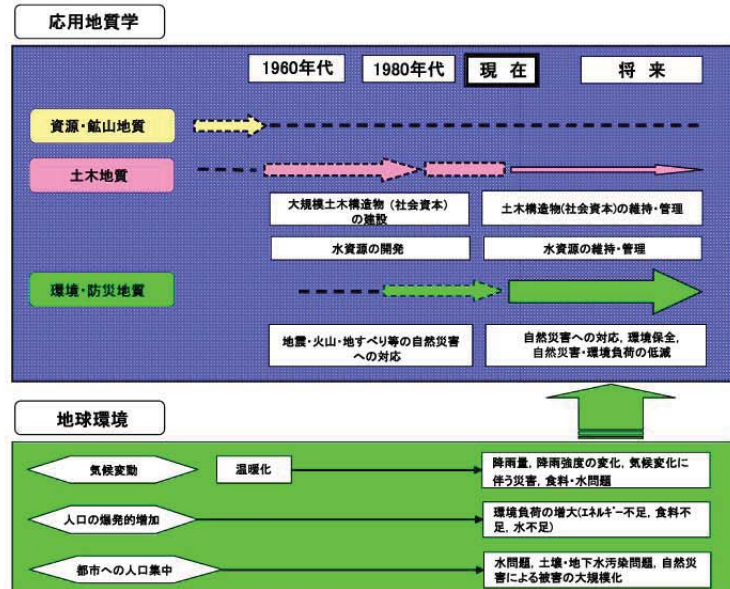 応用地質学
1960年代
1980年代
現 在
将 来
資源・鉱山地質
土木地質
大規模土木構造物（社会資本）
の建設
土木構造物(社会資本)の維持・管理
水資源の開発
水資源の維持・管理
環境・防災地質
地震・火山・地すべり等の自然災害
への対応
自然災害への対応，環境保全，
自然災害・環境負荷の低減
地球環境
気候変動
温暖化
降雨量，降雨強度の変化，気候変化に
伴う災害，食料・水問題
人口の爆発的増加
環境負荷の増大(エネルギー不足，食料不
足，水不足)
都市への人口集中
水問題，土壌・地下水汚染問題，自然災
害による被害の大規模化